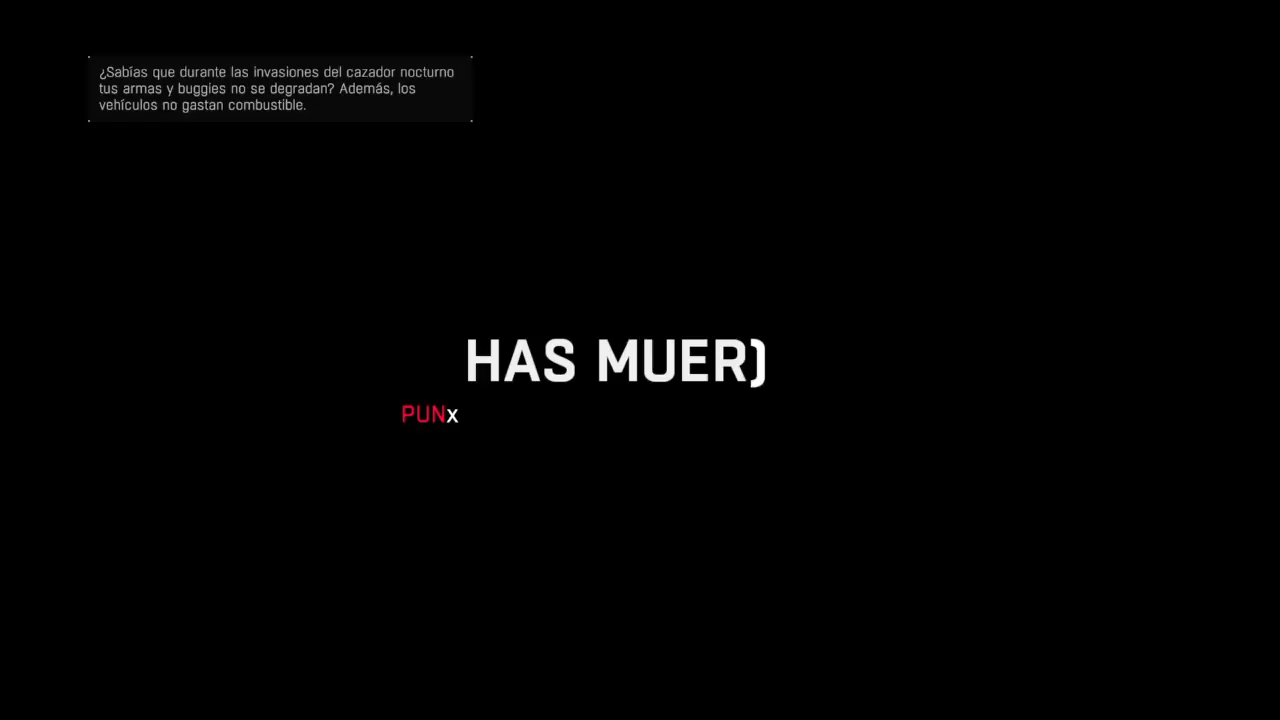 ¿Sabías que durante las invasiones del cazador nocturno
tus armas y buggies no se degradan? Además, los
vehículos no gastan combustible.
HAS MUER)
PUNx